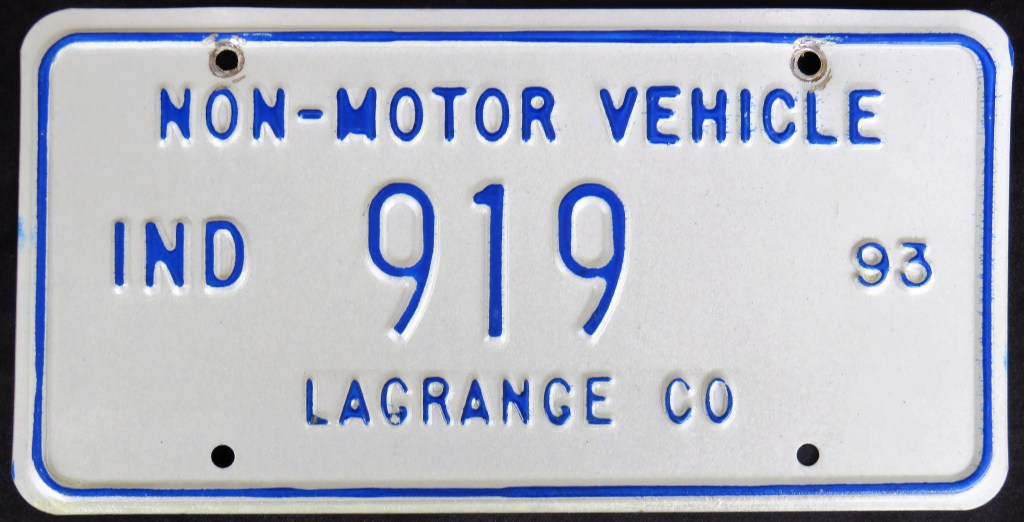 NON-MOTOR VEHICLE
IND 919 93
LAGRANGE CO